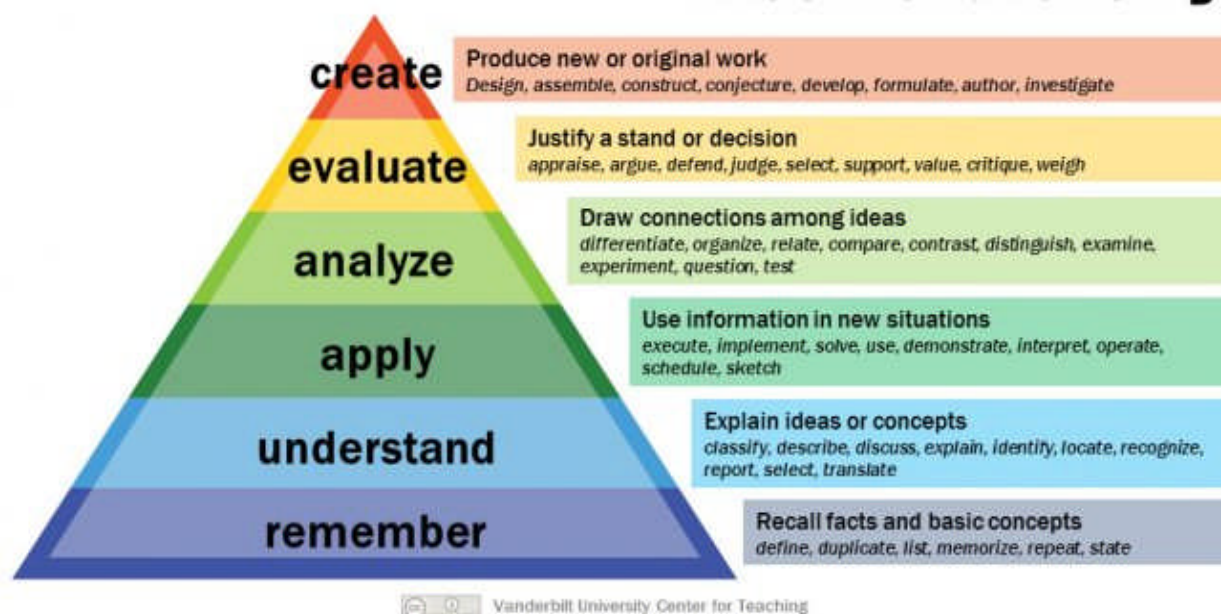 create
Produce new or original work
Design, assemble, construct, conjecture, develop, formulate, author, investigate
evaluate
Justify a stand or decision
appraise, argue, defend, judge, select, support, value, critique, weigh
analyze
Draw connections among ideas
differentiate, organize, relate, compare, contrast, distinguish, examine,
experiment, question, test
apply
Use information in new situations
execute, implement, solve, use, demonstrate, interpret, operate,
schedule, sketch
understand
Explain ideas or concepts
classify, describe, discuss, explain, identify, locate, recognize,
report, select, translate
remember
Recall facts and basic concepts
define, duplicate, list, memorize, repeat, state
Vanderbilt University Center for Teaching